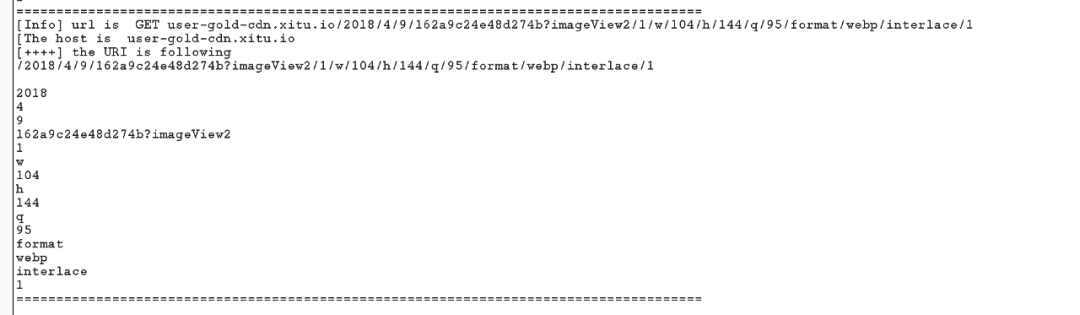 ================================================================================
[Info] url is  GET user-gold-cdn.xitu.io/2018/4/9/162a9c24e48d274b?imageView2/1/w/104/h/144/q/95/format/webp/interlace/1
[The host is  user-gold-cdn.xitu.io
[++++] the URI is following
/2018/4/9/162a9c24e48d274b?imageView2/1/w/104/h/144/q/95/format/webp/interlace/1
2018
4
9
162a9c24e48d274b?imageView2
1
w
104
h
144
q
95
format
webp
interlace
1
================================================================================